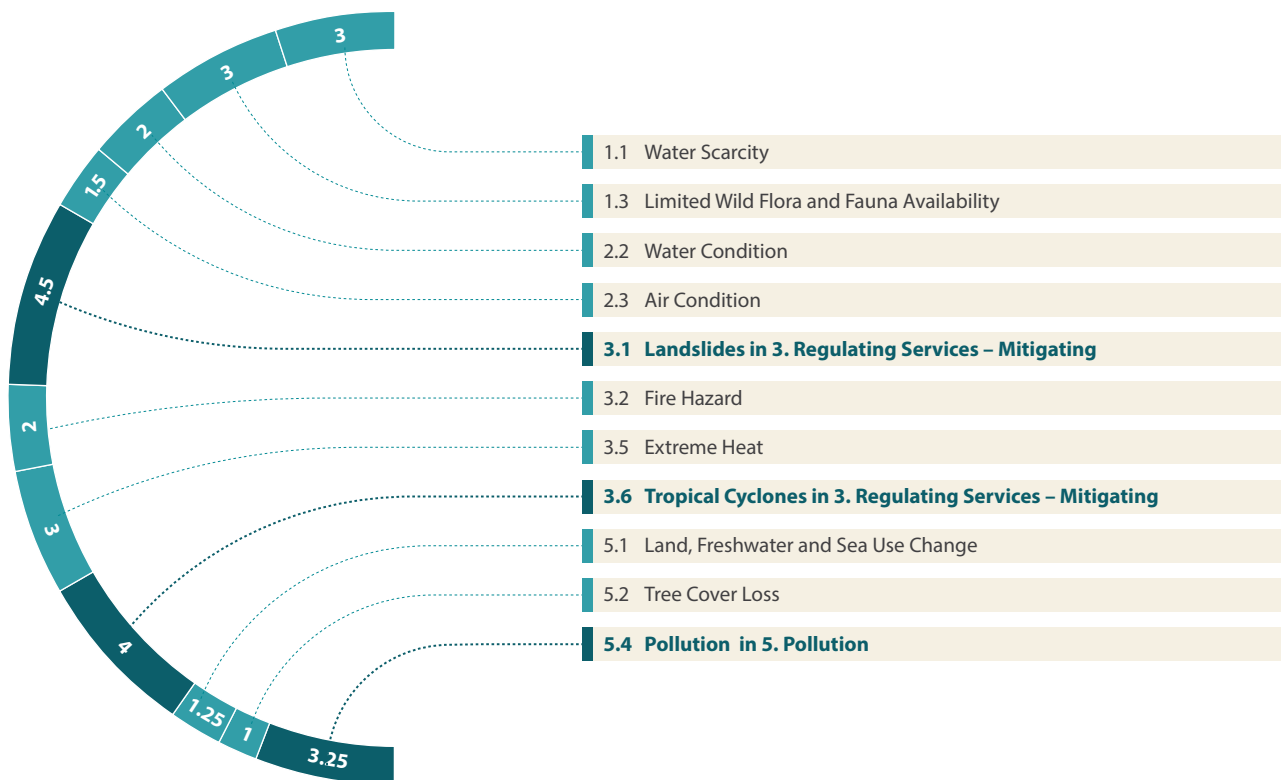 3
3
2
1.5
4.5
2
3
4
1.25
1
3.25
1.1 Water Scarcity
1.3 Limited Wild Flora and Fauna Availability
2.2 Water Condition
2.3 Air Condition
3.1 Landslides in 3. Regulating Services – Mitigating
3.2 Fire Hazard
3.5 Extreme Heat
3.6 Tropical Cyclones in 3. Regulating Services – Mitigating
5.1 Land, Freshwater and Sea Use Change
5.2 Tree Cover Loss
5.4 Pollution in 5. Pollution